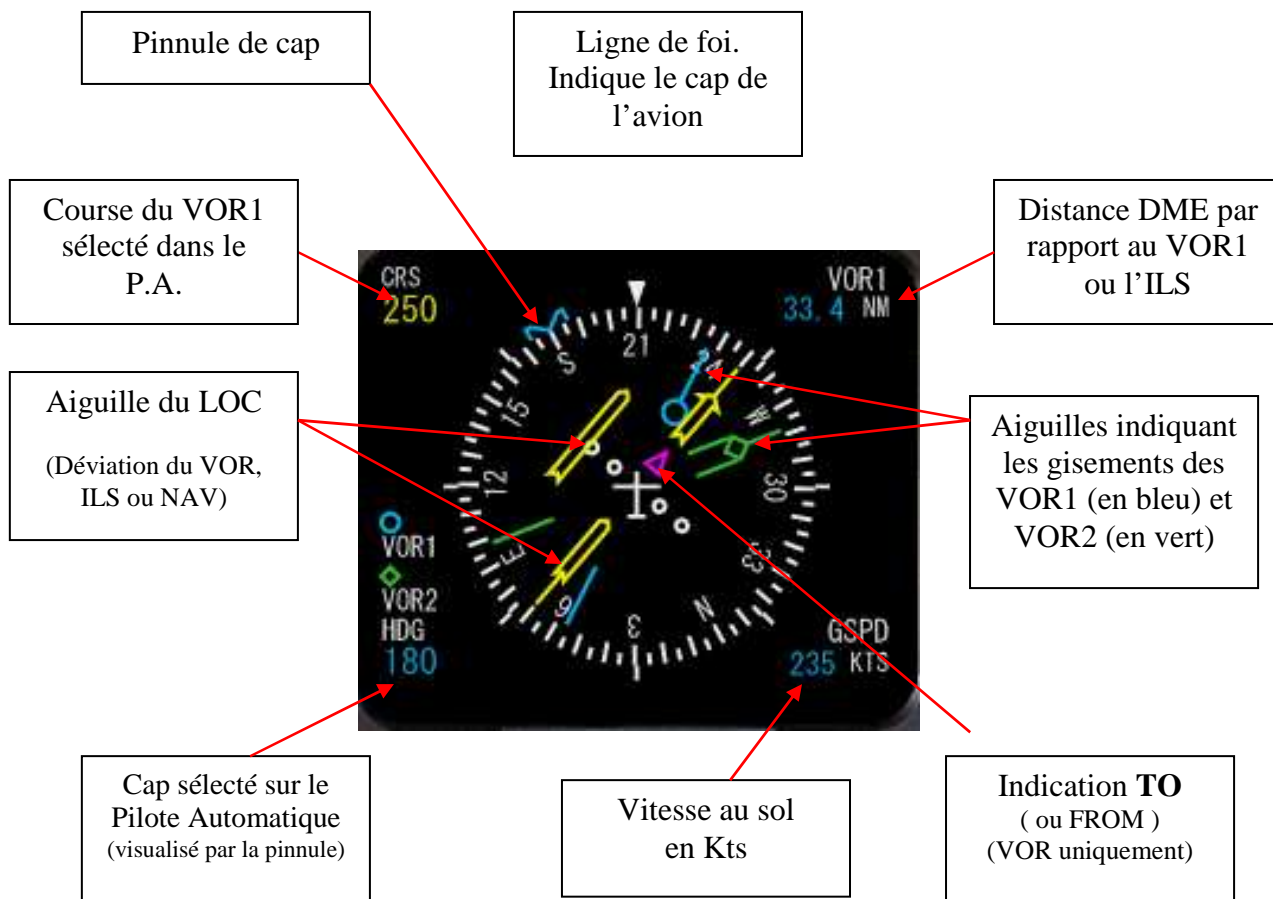 Pinnule de cap
Ligne de foi.
Indique le cap de
l’avion
Course du VOR1
sélecté dans le
P.A.
Distance DME par
rapport au VOR1
ou l’ILS
CRS
250
VOR1
33.4 NM
Aiguille du LOC
(Déviation du VOR,
ILS ou NAV)
Aiguilles indiquant
les gisements des
VOR1 (en bleu) et
VOR2 (en vert)
21
24
W
30
33
N
3
6
E
12
15
S
VOR1
VOR2
HDG
180
GSPD
235 KTS
Cap sélecté sur le
Pilote Automatique
(visualisé par la pinnule)
Vitesse au sol
en Kts
Indication TO
( ou FROM )
(VOR uniquement)